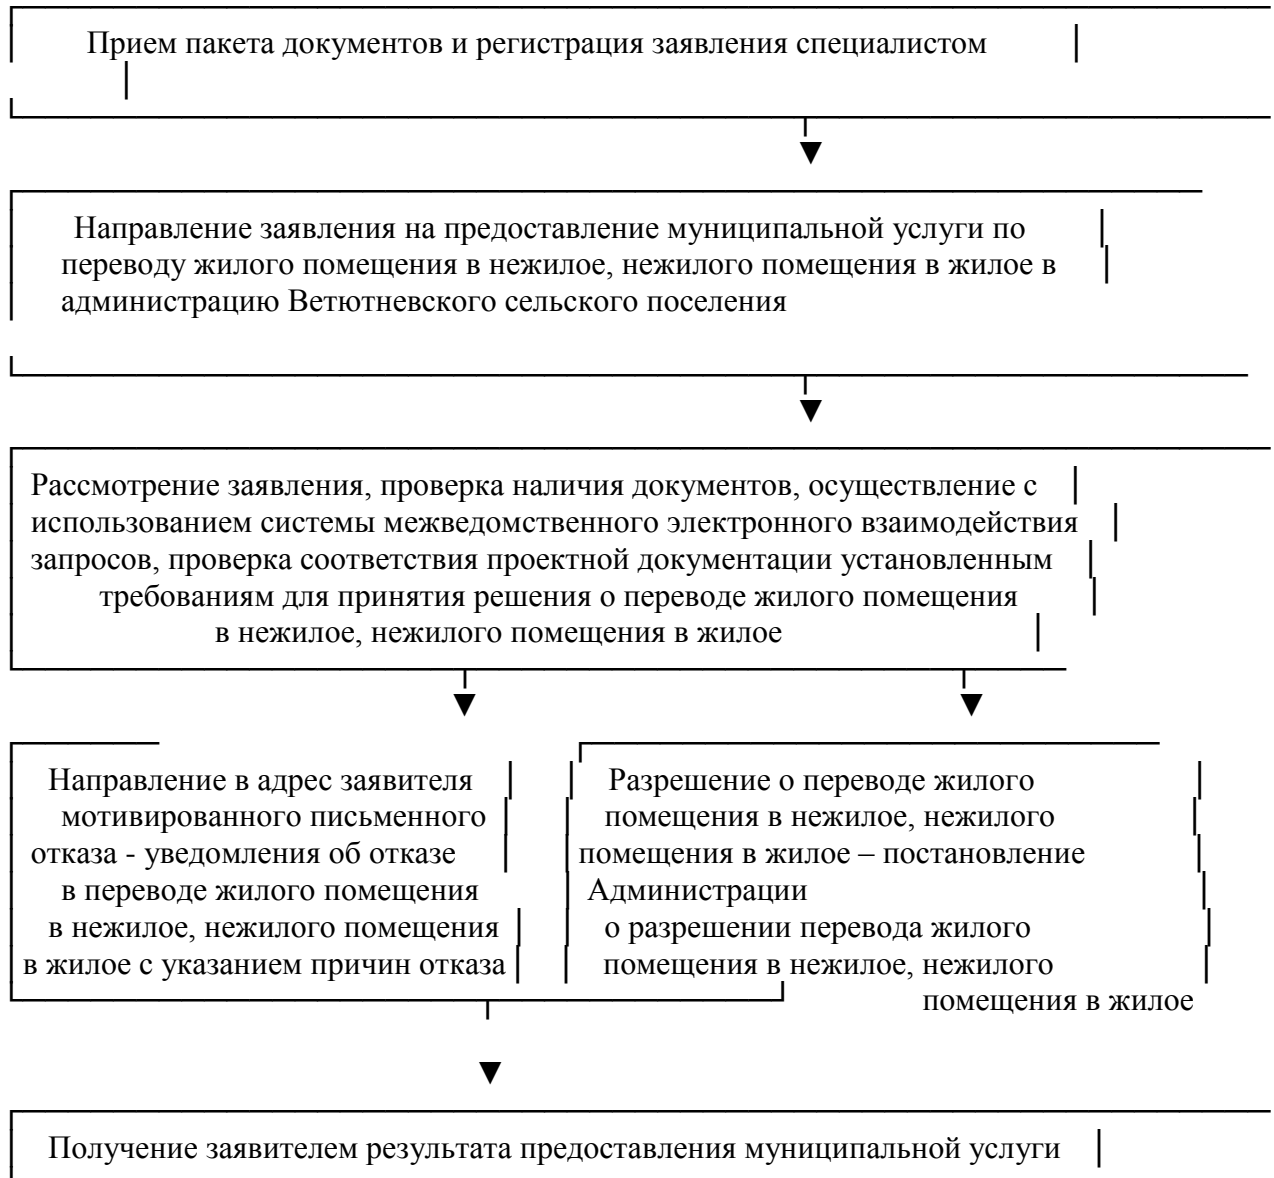 Прием пакета документов и регистрация заявления специалистом
Направление заявления на предоставление муниципальной услуги по
переводу жилого помещения в нежилое, нежилого помещения в жилое в
администрацию Ветютневского сельского поселения
Рассмотрение заявления, проверка наличия документов, осуществление с
использованием системы межведомственного электронного взаимодействия
запросов, проверка соответствия проектной документации установленным
требованиям для принятия решения о переводе жилого помещения
в нежилое, нежилого помещения в жилое
Направление в адрес заявителя
мотивированного письменного
отказа - уведомления об отказе
в переводе жилого помещения
в нежилое, нежилого помещения
в жилое с указанием причин отказа
Разрешение о переводе жилого
помещения в нежилое, нежилого
помещения в жилое – постановление
Администрации
о разрешении перевода жилого
помещения в нежилое, нежилого
помещения в жилое
Получение заявителем результата предоставления муниципальной услуги